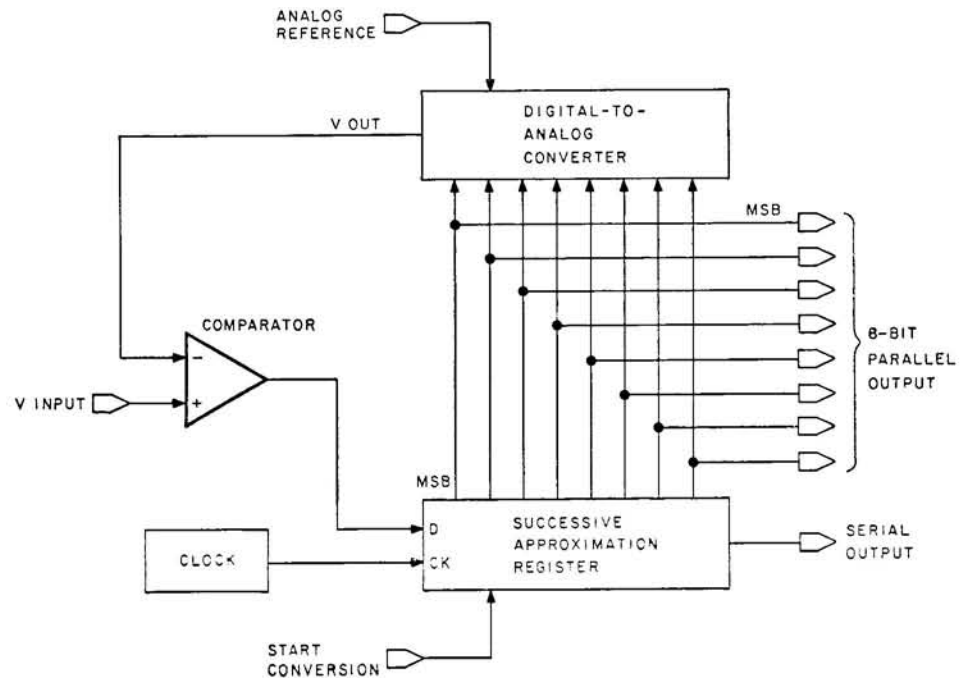 ANALOG
REFERENCE
DIGITAL-TO-
ANALOG
CONVERTER
V OUT
MSB
COMPARATOR
−
+
V INPUT
8-BIT
PARALLEL
OUTPUT
MSB
D
CK
SUCCESSIVE
APPROXIMATION
REGISTER
CLOCK
SERIAL
OUTPUT
START
CONVERSION